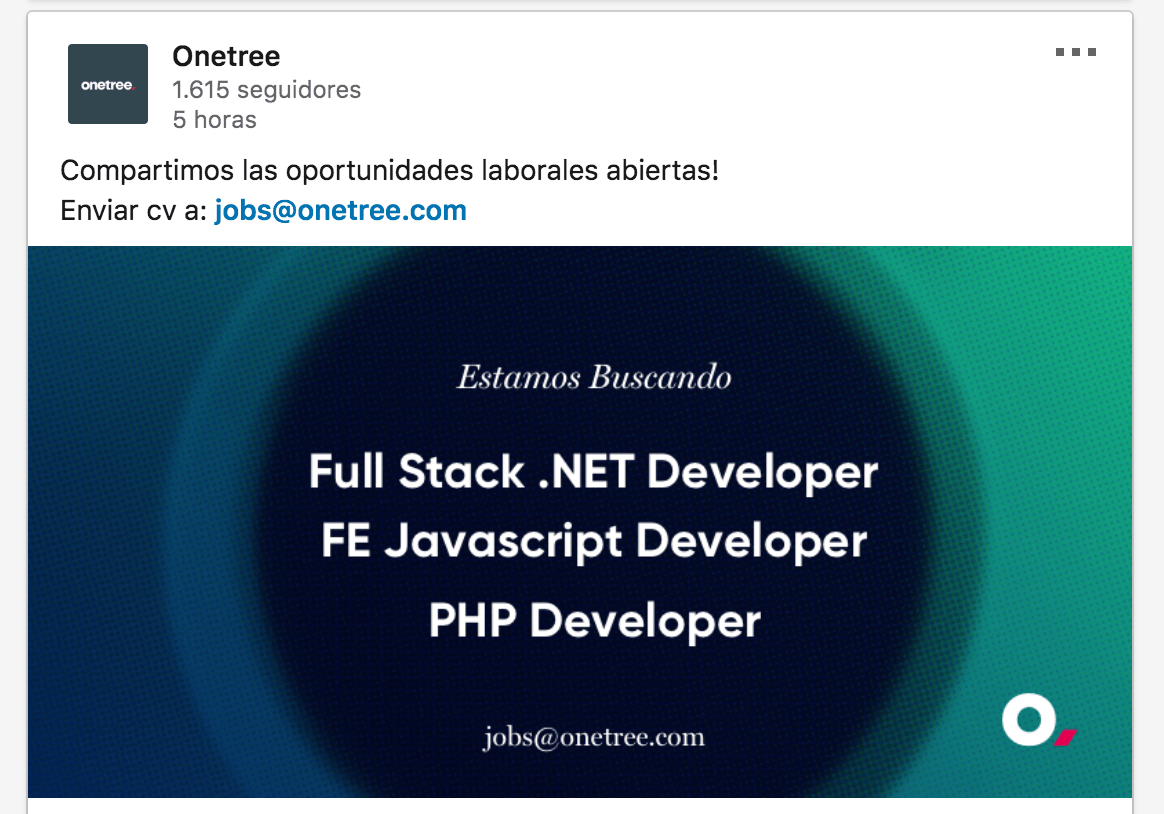 onetree.
Onetree
1.615 seguidores
5 horas
Compartimos las oportunidades laborales abiertas!
Enviar cv a: jobs@onetree.com
Estamos Buscando
Full Stack .NET Developer
FE Javascript Developer
PHP Developer
jobs@onetree.com